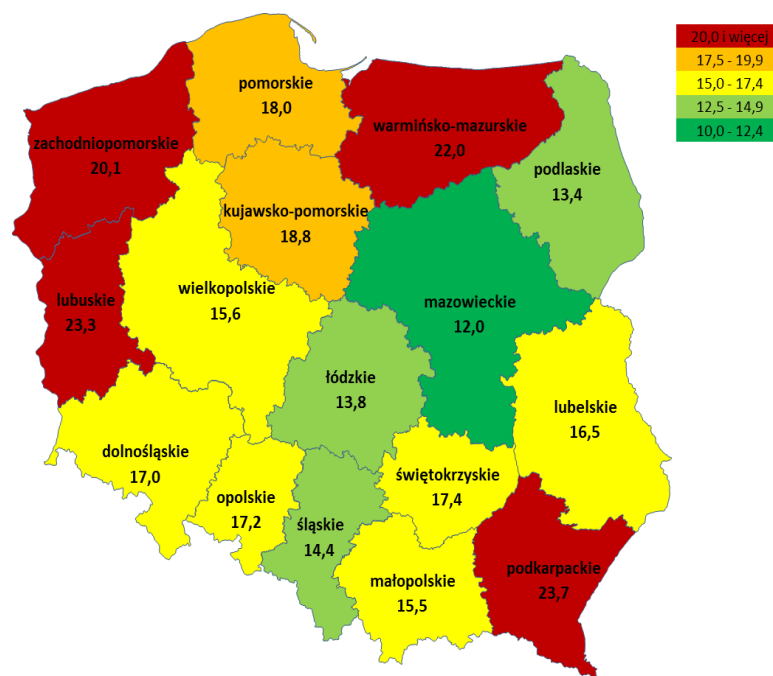 20,0 i więcej
17,5 - 19,9
15,0 - 17,4
12,5 - 14,9
10,0 - 12,4
pomorskie
18,0
warmińsko-mazurskie
22,0
zachodniopomorskie
20,1
podlaskie
13,4
kujawsko-pomorskie
18,8
lubuskie
23,3
wielkopolskie
15,6
mazowieckie
12,0
łódzkie
13,8
lubelskie
16,5
dolnośląskie
17,0
opolskie
17,2
śląskie
14,4
świętokrzyskie
17,4
małopolskie
15,5
podkarpackie
23,7